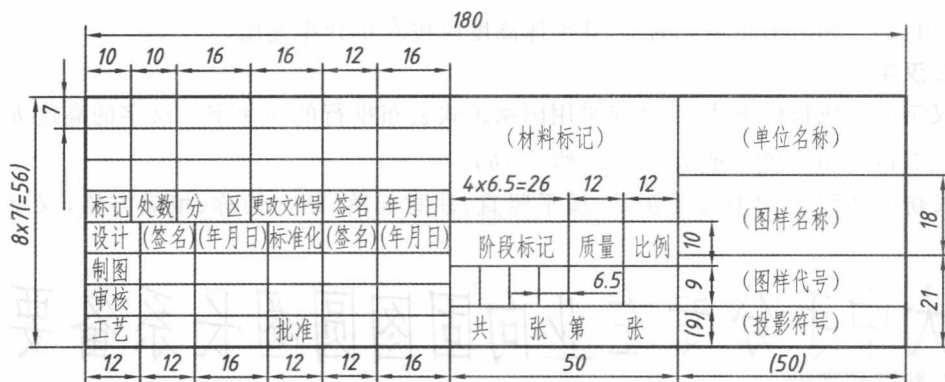 180
10 10 16 16 12 16
7
8x7(=56)
(材料标记) (单位名称)
4x6.5=26 12 12
标记 处数 分 区 更改文件号 签名 年月日
(图样名称) 18
设计 (签名) (年月日) 标准化 (签名) (年月日)
阶段标记 质量 比例 10
制图
6.5 9 (图样代号) 21
审核
工艺 批准 共 张 第 张 (9) (投影符号)
12 12 16 12 12 16 50 (50)